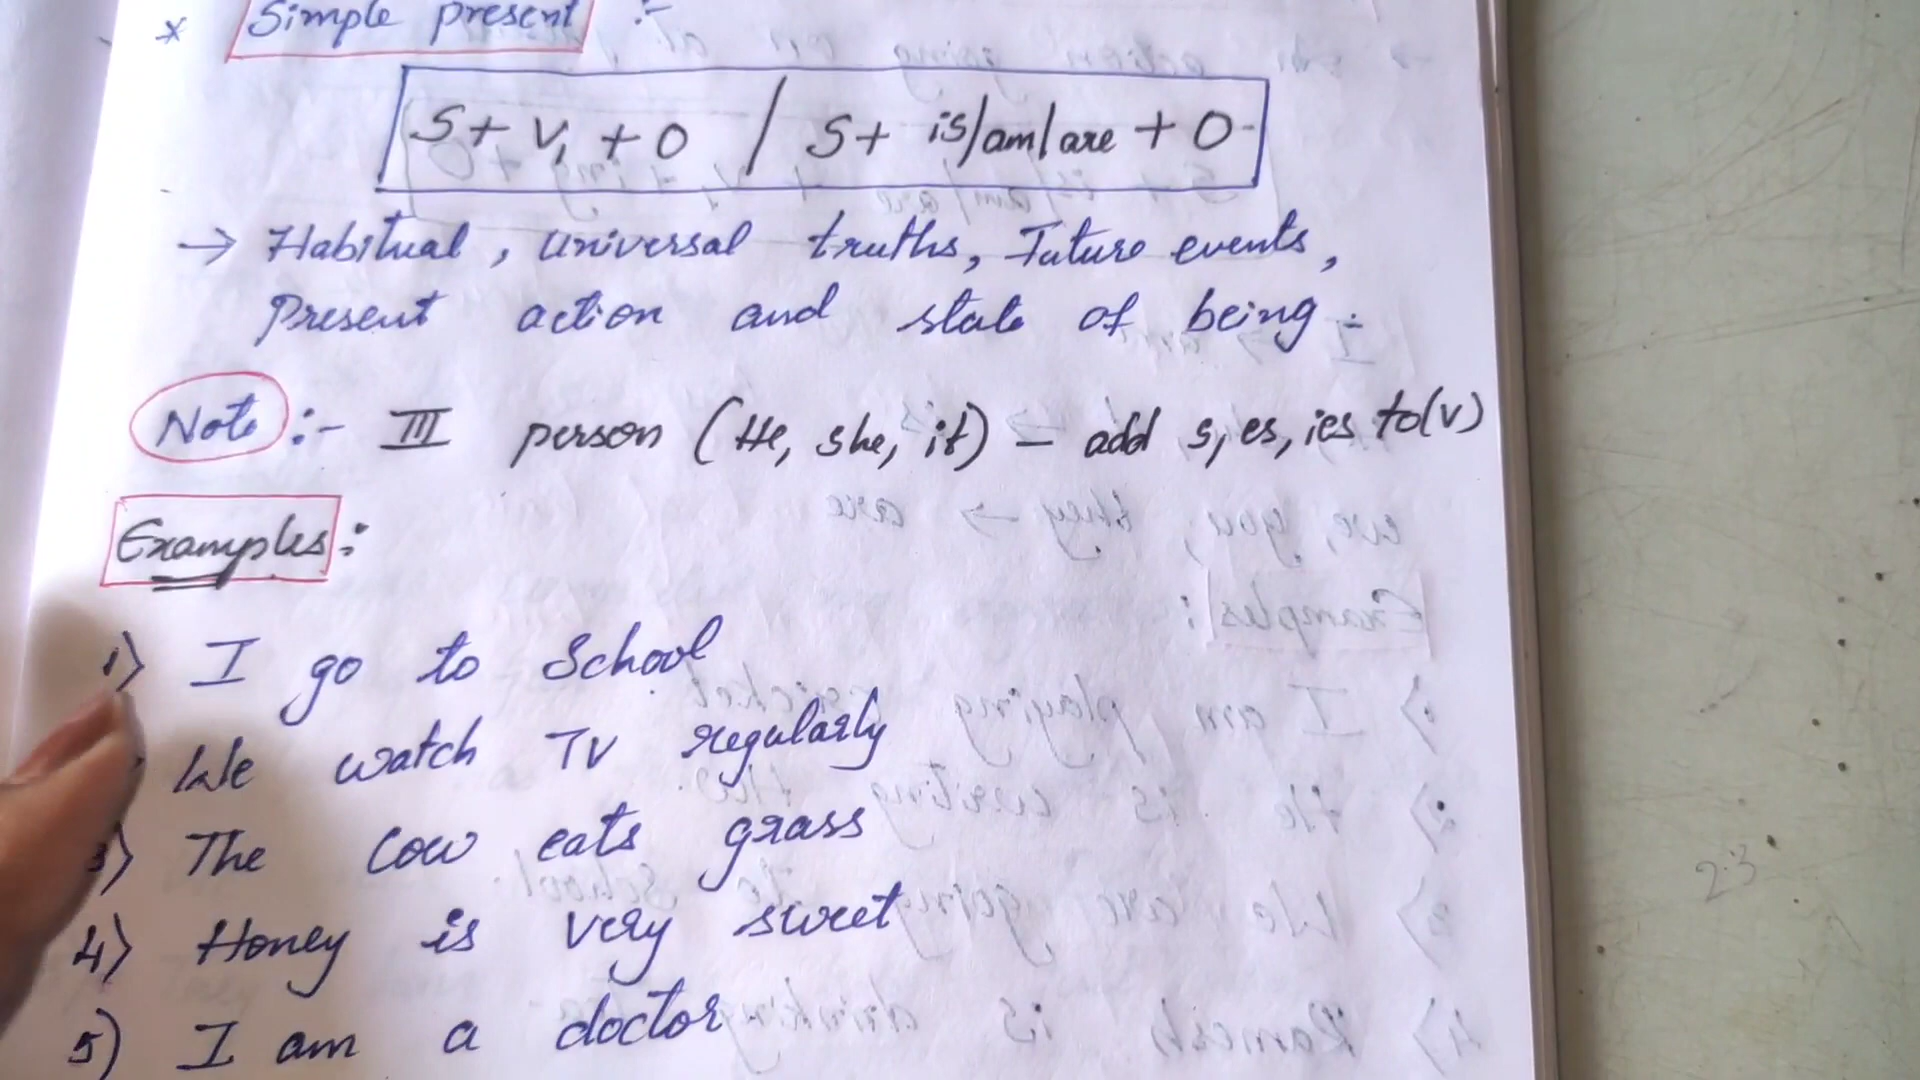 * Simple present :-
S + V₁ + O / S + is/am/are + O
→ Habitual, universal truths, Future events,
Present action and state of being :
Note :- III person (He, she, it) - add s, es, ies to (v)
Examples :
1) I go to School
We watch TV regularly
3) The Cow eats grass
4) Honey is very sweet
5) I am a doctor
2.3